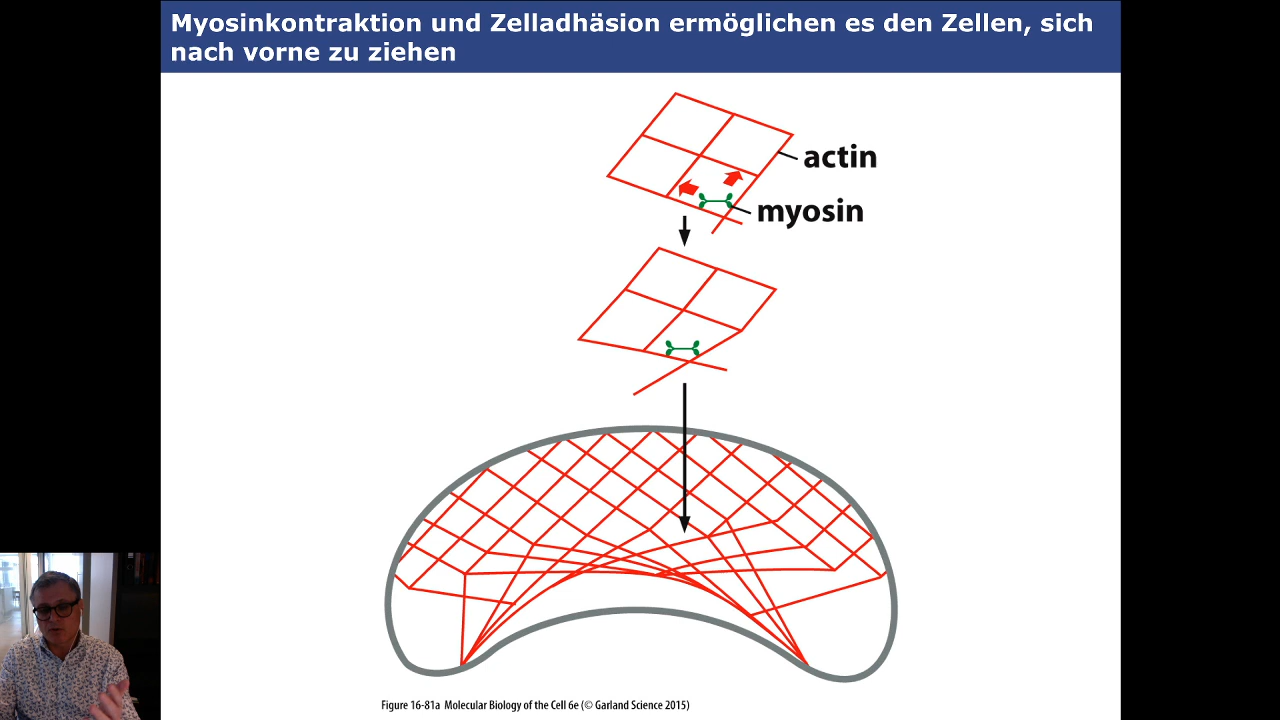 Myosinkontraktion und Zelladhäsion ermöglichen es den Zellen, sich
nach vorne zu ziehen
actin
myosin
Figure 16-81a Molecular Biology of the Cell 6e (© Garland Science 2015)